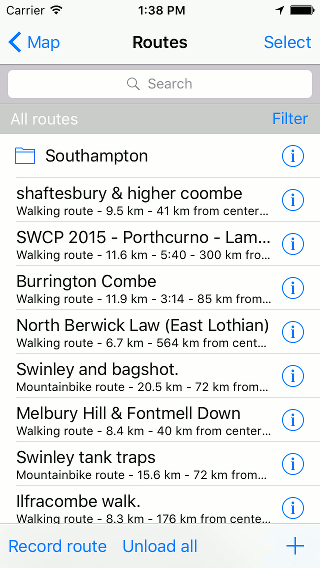 Carrier 1:38 PM
Map Routes Select
Search
All routes Filter
Southampton
shaftesbury & higher coombe
Walking route - 9.5 km - 41 km from center...
SWCP 2015 - Porthcurno - Lam...
Walking route - 11.6 km - 5:40 - 300 km fro...
Burrington Combe
Walking route - 11.9 km - 3:14 - 85 km from...
North Berwick Law (East Lothian)
Walking route - 6.7 km - 564 km from cent...
Swinley and bagshot.
Mountainbike route - 20.5 km - 72 km from...
Melbury Hill & Fontmell Down
Walking route - 8.4 km - 40 km from center...
Swinley tank traps
Mountainbike route - 15.6 km - 72 km from...
Ilfracombe walk.
Walking route - 8.3 km - 176 km from center...
Record route Unload all